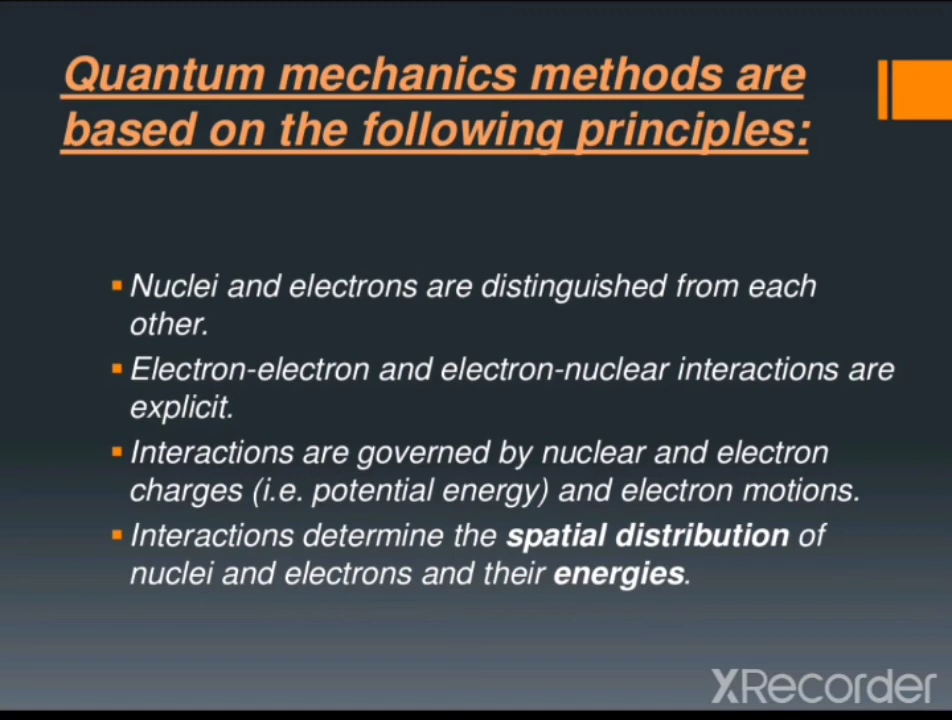 Quantum mechanics methods are
based on the following principles:
▪ Nuclei and electrons are distinguished from each
other.
▪ Electron-electron and electron-nuclear interactions are
explicit.
▪ Interactions are governed by nuclear and electron
charges (i.e. potential energy) and electron motions.
▪ Interactions determine the spatial distribution of
nuclei and electrons and their energies.
XRecorder